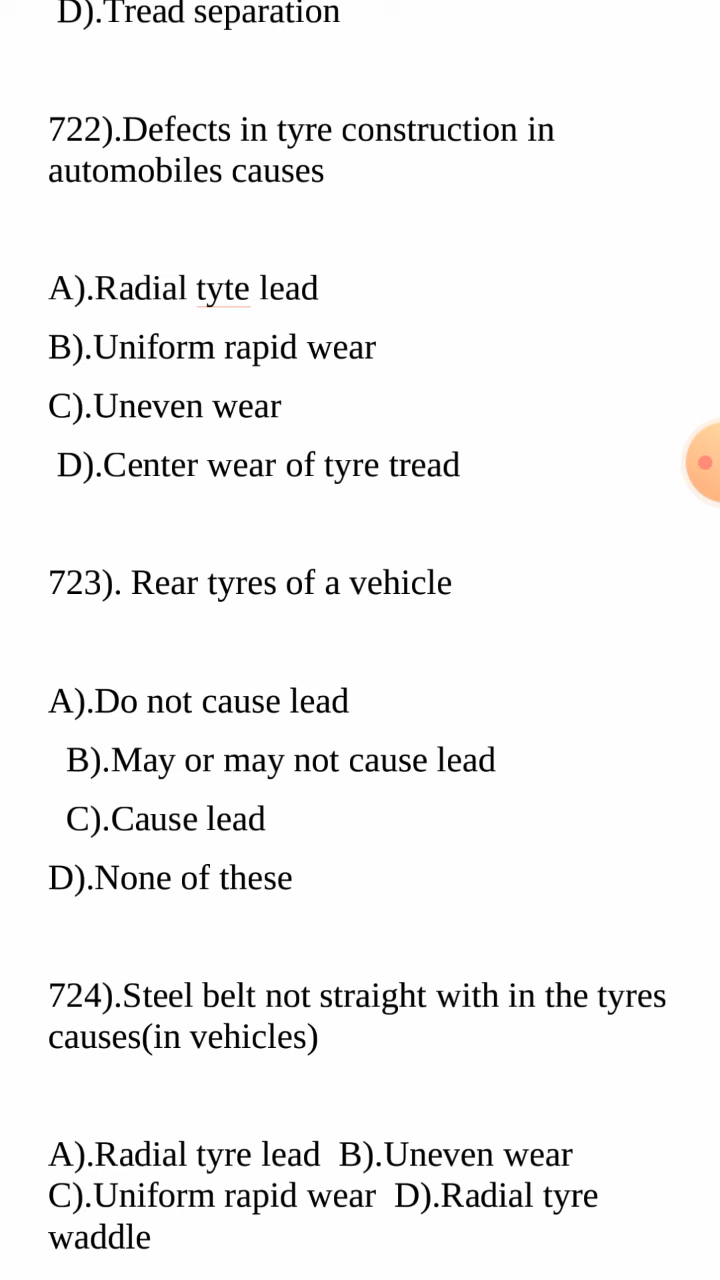 D).Tread separation
722).Defects in tyre construction in
automobiles causes
A).Radial tyte lead
B).Uniform rapid wear
C).Uneven wear
D).Center wear of tyre tread
723). Rear tyres of a vehicle
A).Do not cause lead
B).May or may not cause lead
C).Cause lead
D).None of these
724).Steel belt not straight with in the tyres
causes(in vehicles)
A).Radial tyre lead  B).Uneven wear
C).Uniform rapid wear  D).Radial tyre
waddle